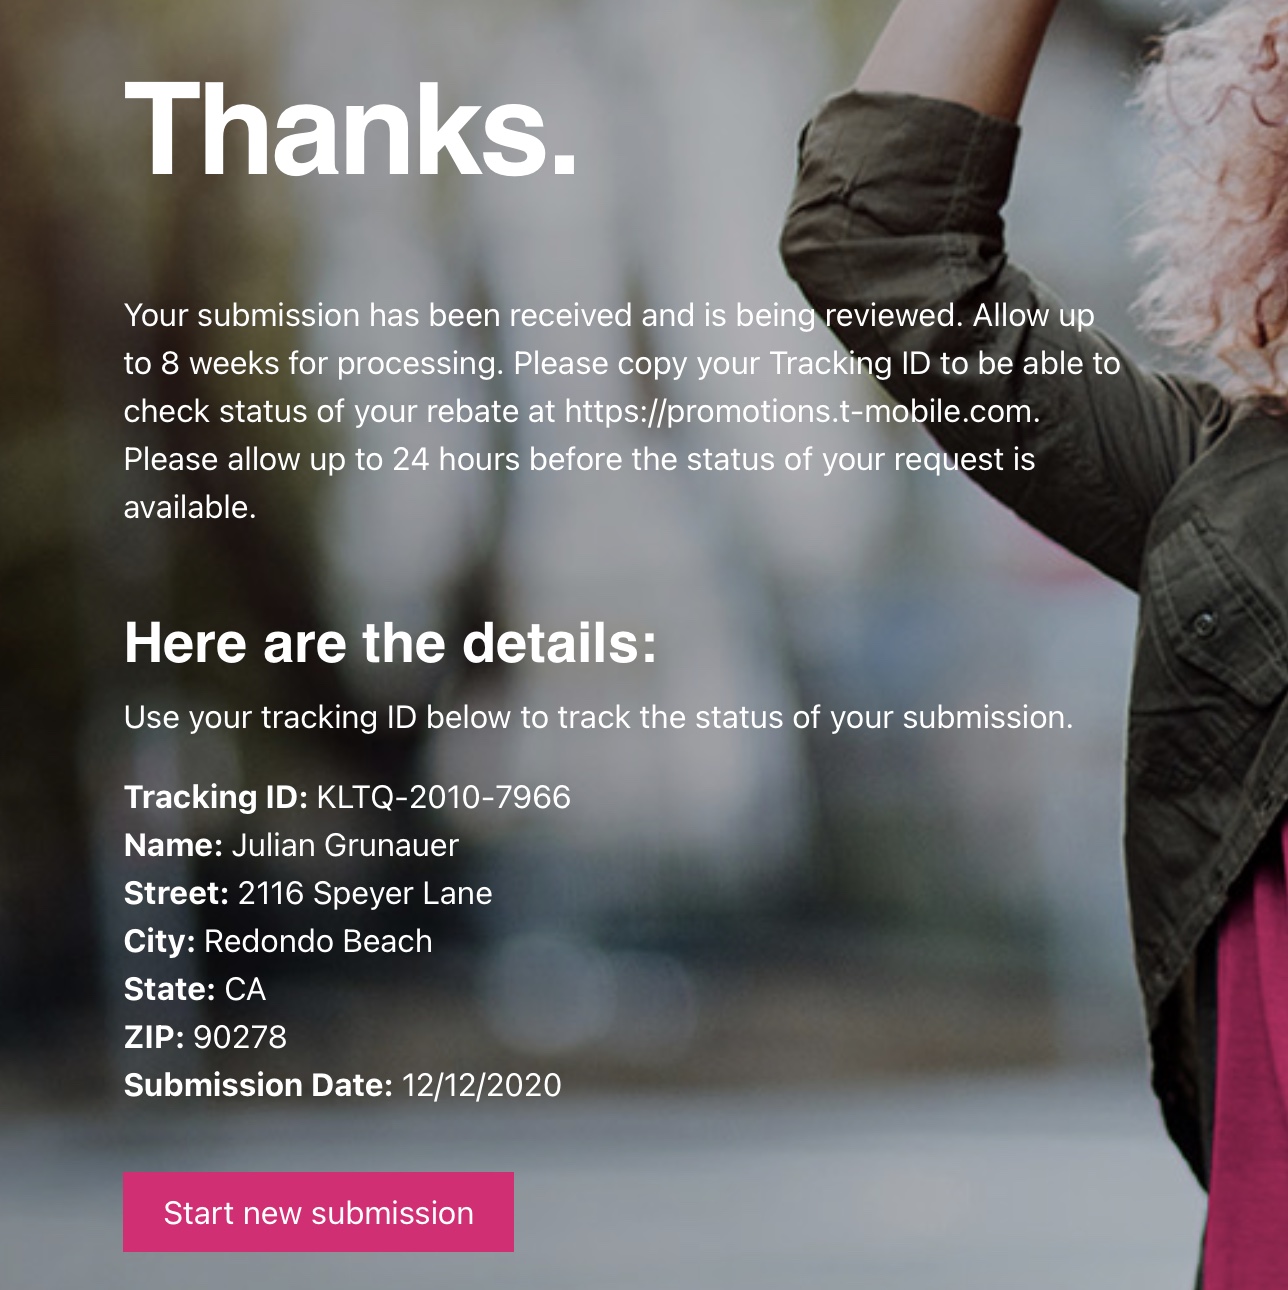 Thanks.
Your submission has been received and is being reviewed. Allow up
to 8 weeks for processing. Please copy your Tracking ID to be able to
check status of your rebate at https://promotions.t-mobile.com.
Please allow up to 24 hours before the status of your request is
available.
Here are the details:
Use your tracking ID below to track the status of your submission.
Tracking ID: KLTQ-2010-7966
Name: Julian Grunauer
Street: 2116 Speyer Lane
City: Redondo Beach
State: CA
ZIP: 90278
Submission Date: 12/12/2020
Start new submission